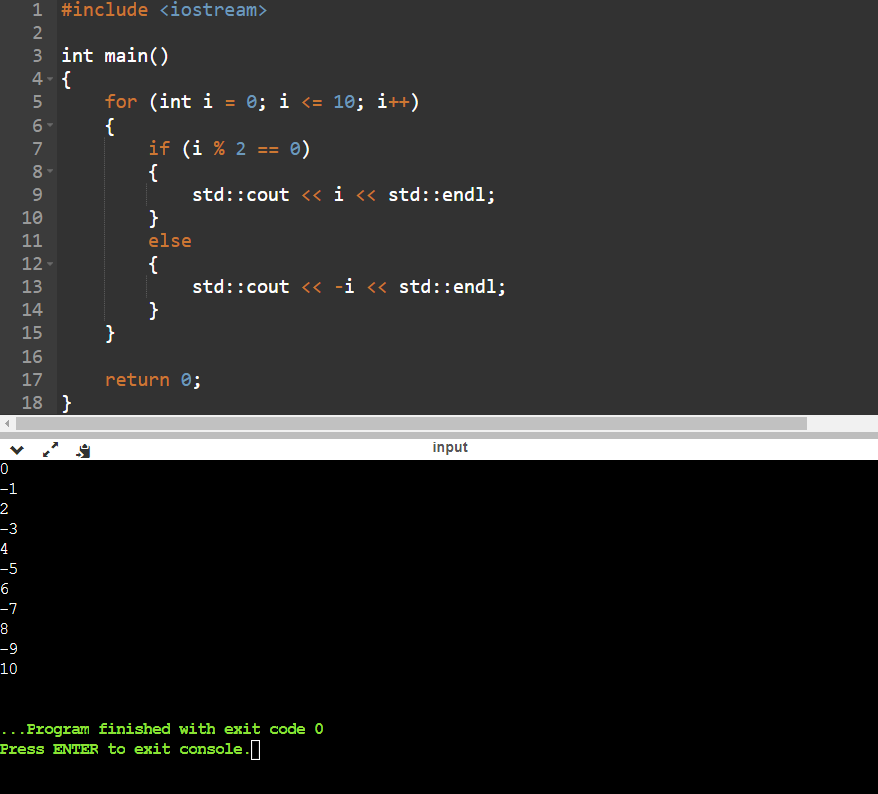 1 #include <iostream>
2
3 int main()
4 {
5     for (int i = 0; i <= 10; i++)
6     {
7         if (i % 2 == 0)
8         {
9             std::cout << i << std::endl;
10         }
11         else
12         {
13             std::cout << -i << std::endl;
14         }
15     }
16
17     return 0;
18 }
input
0
-1
2
-3
4
-5
6
-7
8
-9
10
...Program finished with exit code 0
Press ENTER to exit console.